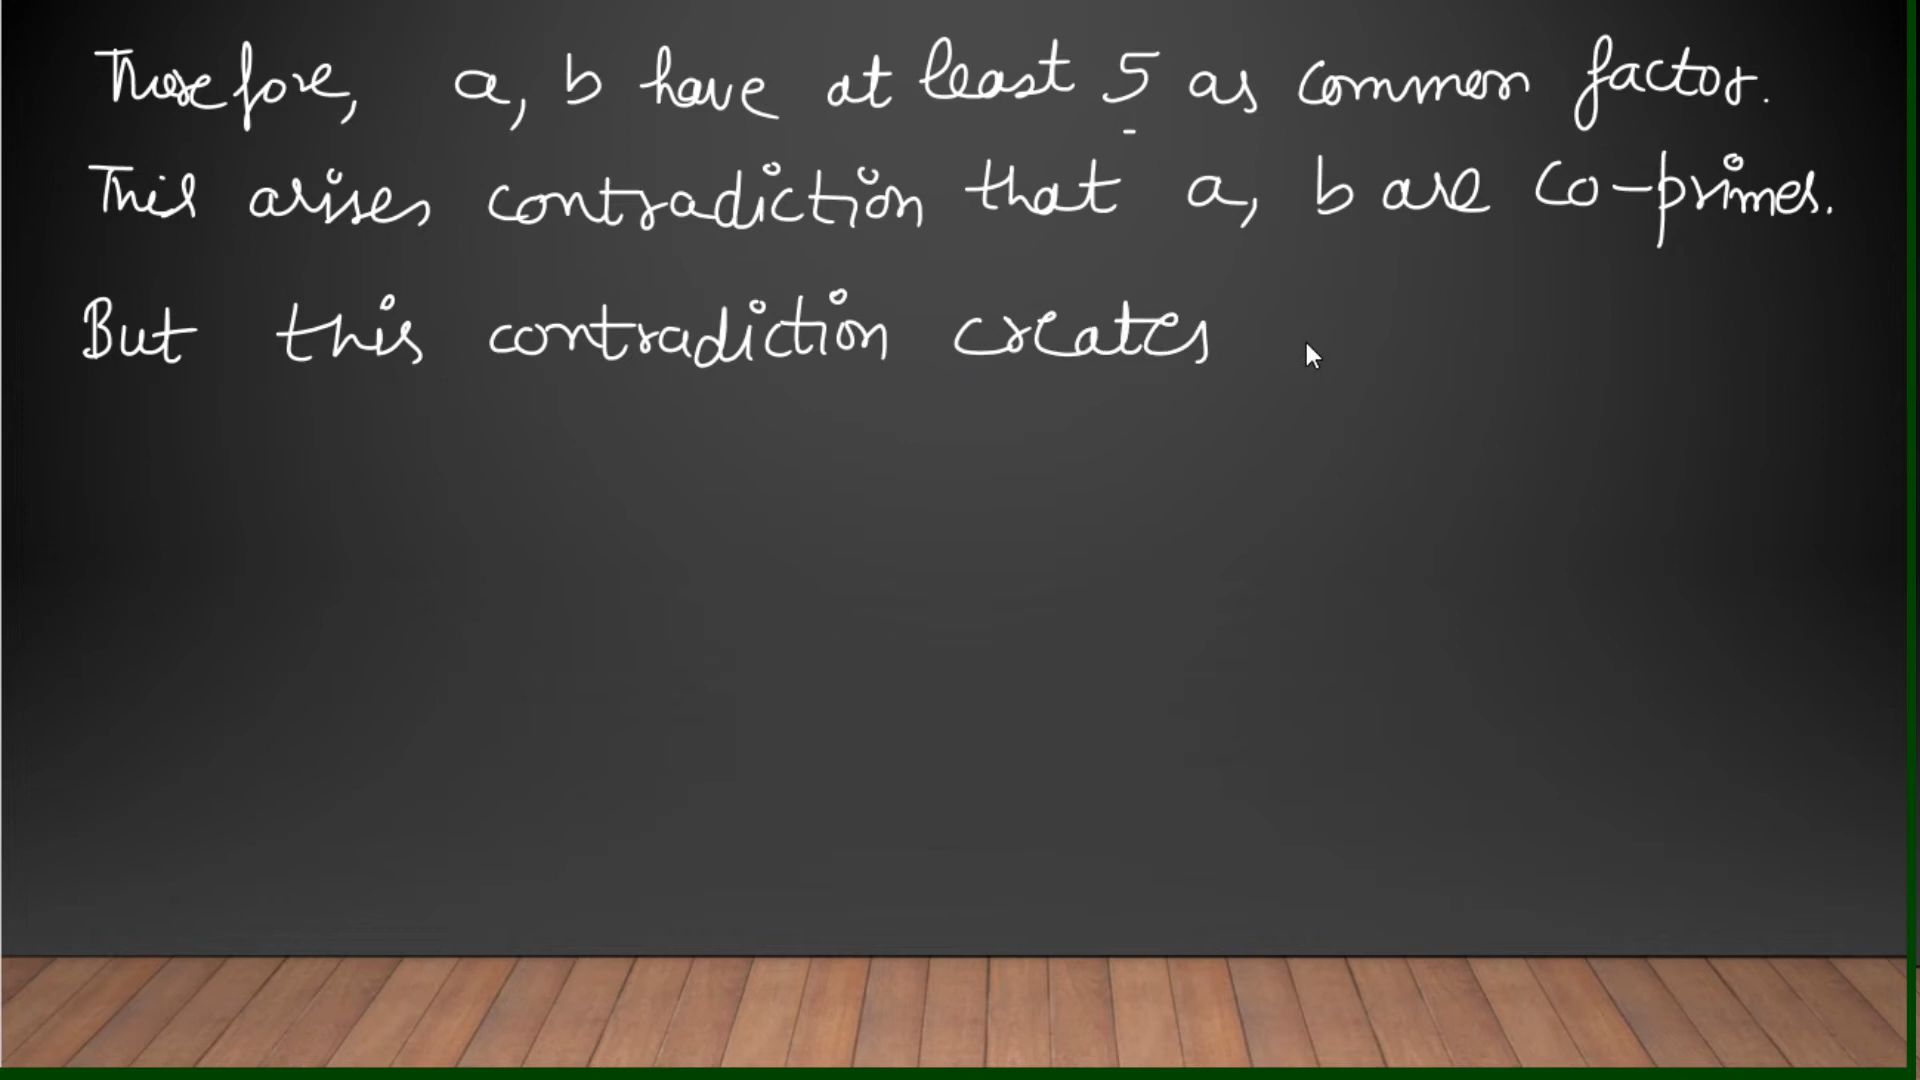 Therefore, a, b have at least 5 as common factor.
This arises contradiction that a, b are co-primes.
But this contradiction creates